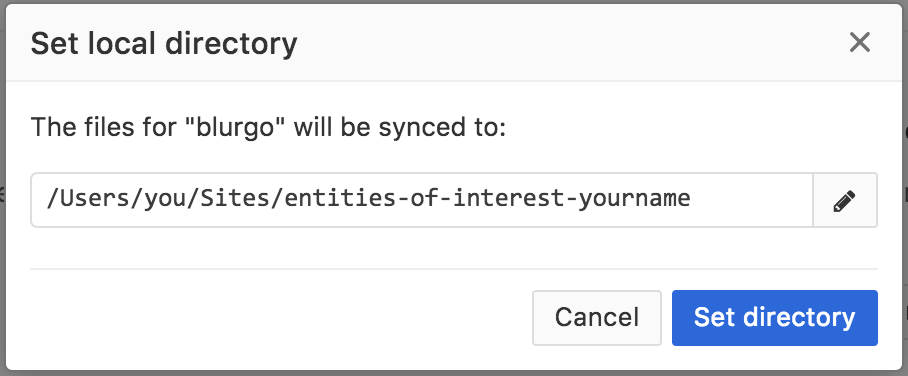 Set local directory
The files for "blurgo" will be synced to:
/Users/you/Sites/entities-of-interest-yourname
Cancel
Set directory